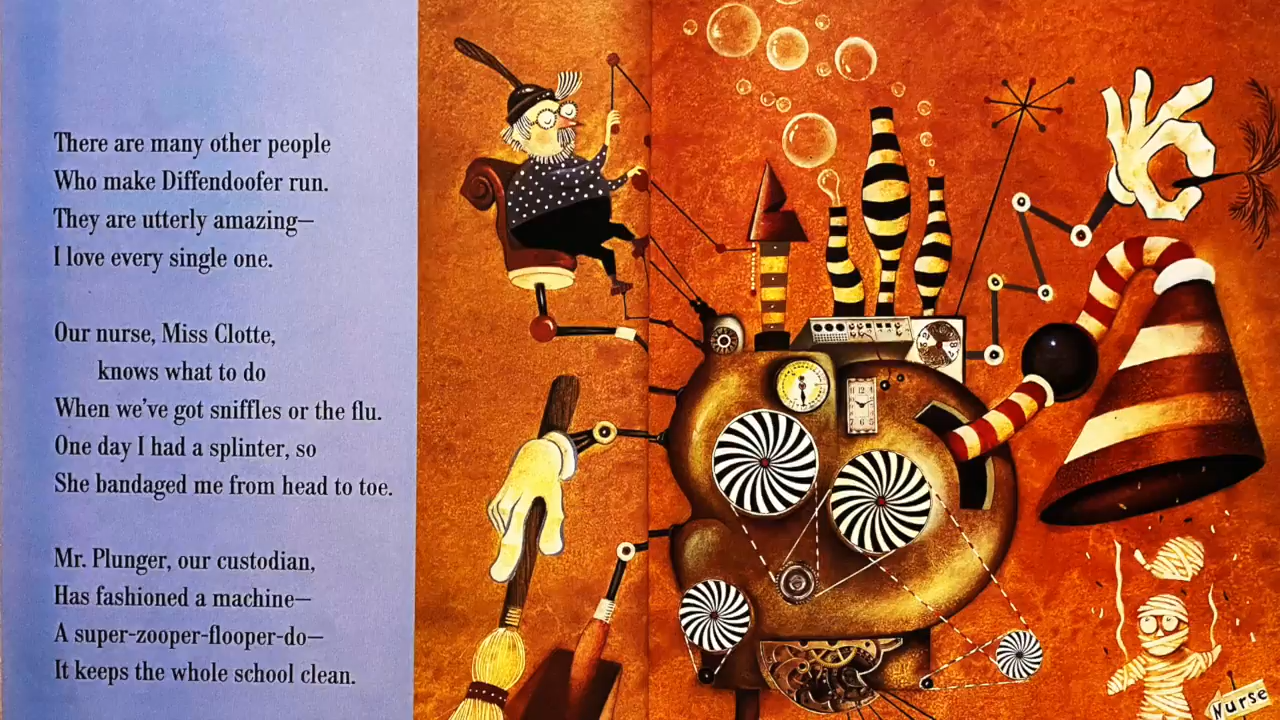 There are many other people
Who make Diffendoofer run.
They are utterly amazing—
I love every single one.
Our nurse, Miss Clotte,
knows what to do
When we've got sniffles or the flu.
One day I had a splinter, so
She bandaged me from head to toe.
Mr. Plunger, our custodian,
Has fashioned a machine—
A super-zooper-flooper-do—
It keeps the whole school clean.
Nurse